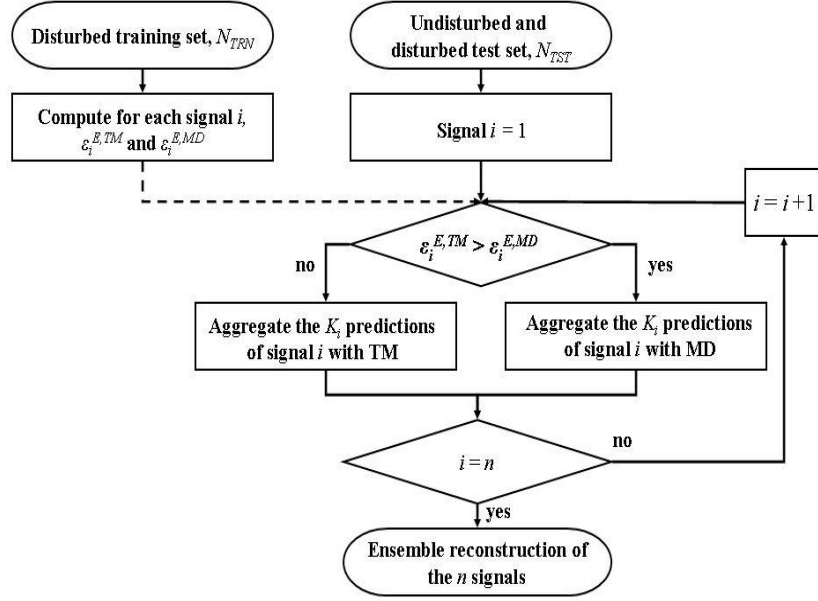 Disturbed training set, N_TRN
Undisturbed and
disturbed test set, N_TST
Compute for each signal i,
ε_i^{E,TM} and ε_i^{E,MD}
Signal i = 1
i = i+1
ε_i^{E,TM} > ε_i^{E,MD}
no
yes
Aggregate the K_i predictions
of signal i with TM
Aggregate the K_i predictions
of signal i with MD
i = n
no
yes
Ensemble reconstruction of
the n signals